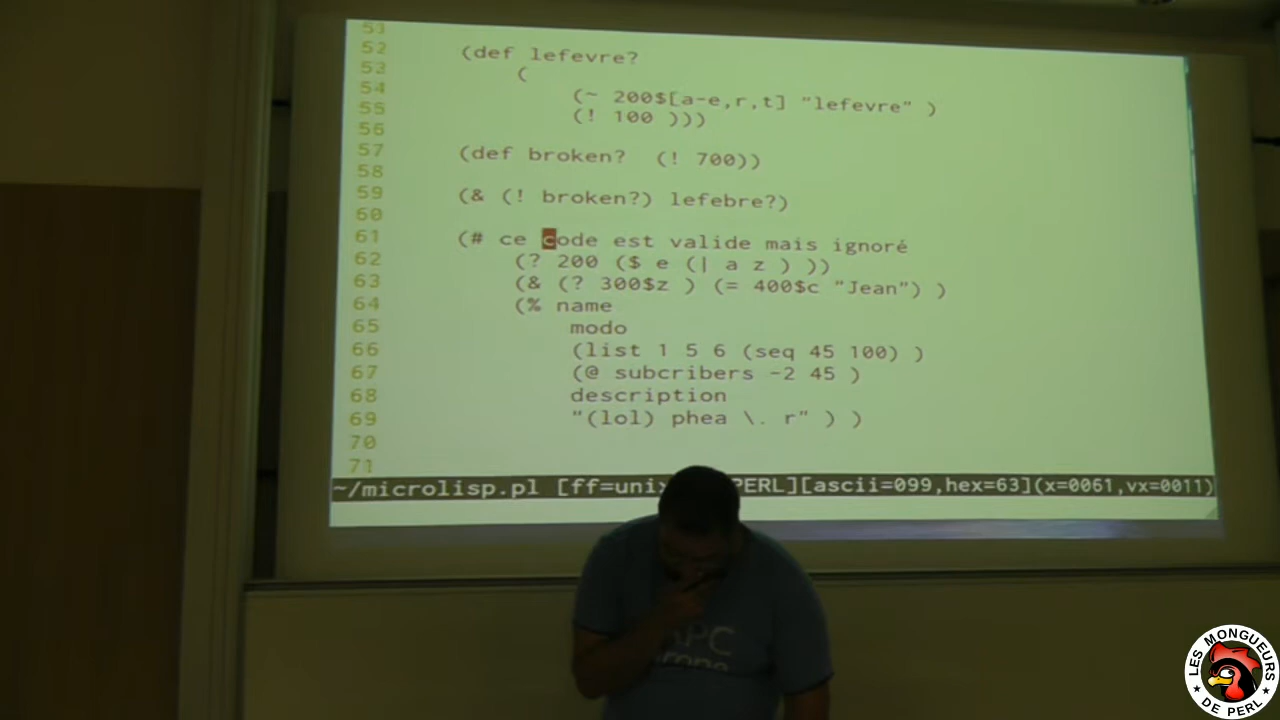 51
52 (def lefevre?
53 (
54 (~ 200$[a-e,r,t] "lefevre" )
55 (! 100 )))
56
57 (def broken? (! 700))
58
59 (& (! broken?) lefebre?)
60
61 (# ce code est valide mais ignoré
62 (? 200 ($ e (| a z ) ))
63 (& (? 300$z ) (= 400$c "Jean") )
64 (% name
65 modo
66 (list 1 5 6 (seq 45 100) )
67 (@ subcribers -2 45 )
68 description
69 "(lol) phea \. r" ) )
70
71
~/microlisp.pl [ff=unix PERL][ascii=099,hex=63](x=0061,vx=0011)
LES MONGUEURS
DE PERL